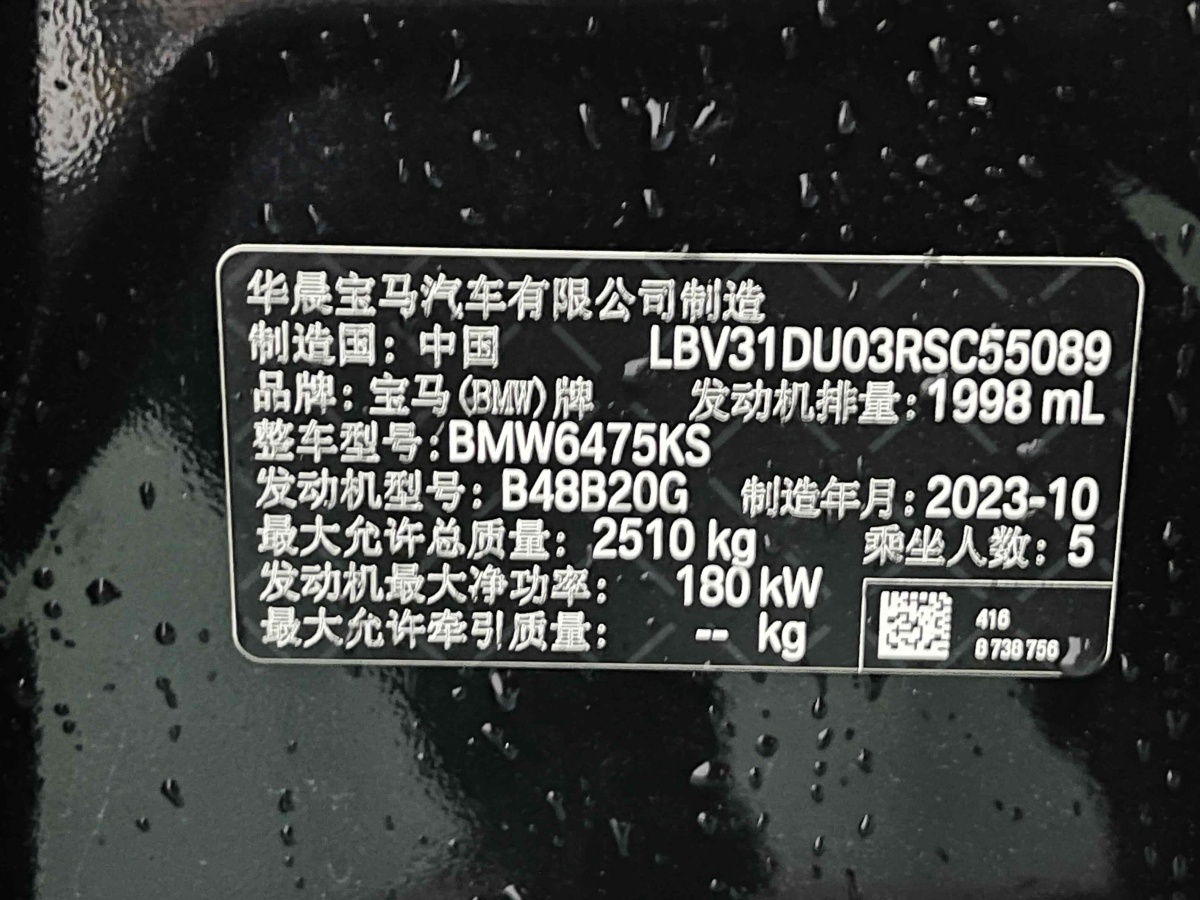 华晨宝马汽车有限公司制造
制造国：中国 LBV31DU03RSC55089
品牌：宝马(BMW)牌 发动机排量：1998 mL
整车型号：BMW6475KS
发动机型号：B48B20G 制造年月：2023-10
最大允许总质量：2510 kg 乘坐人数：5
发动机最大净功率：180 kW
最大允许牵引质量：-- kg
416
8 738 756